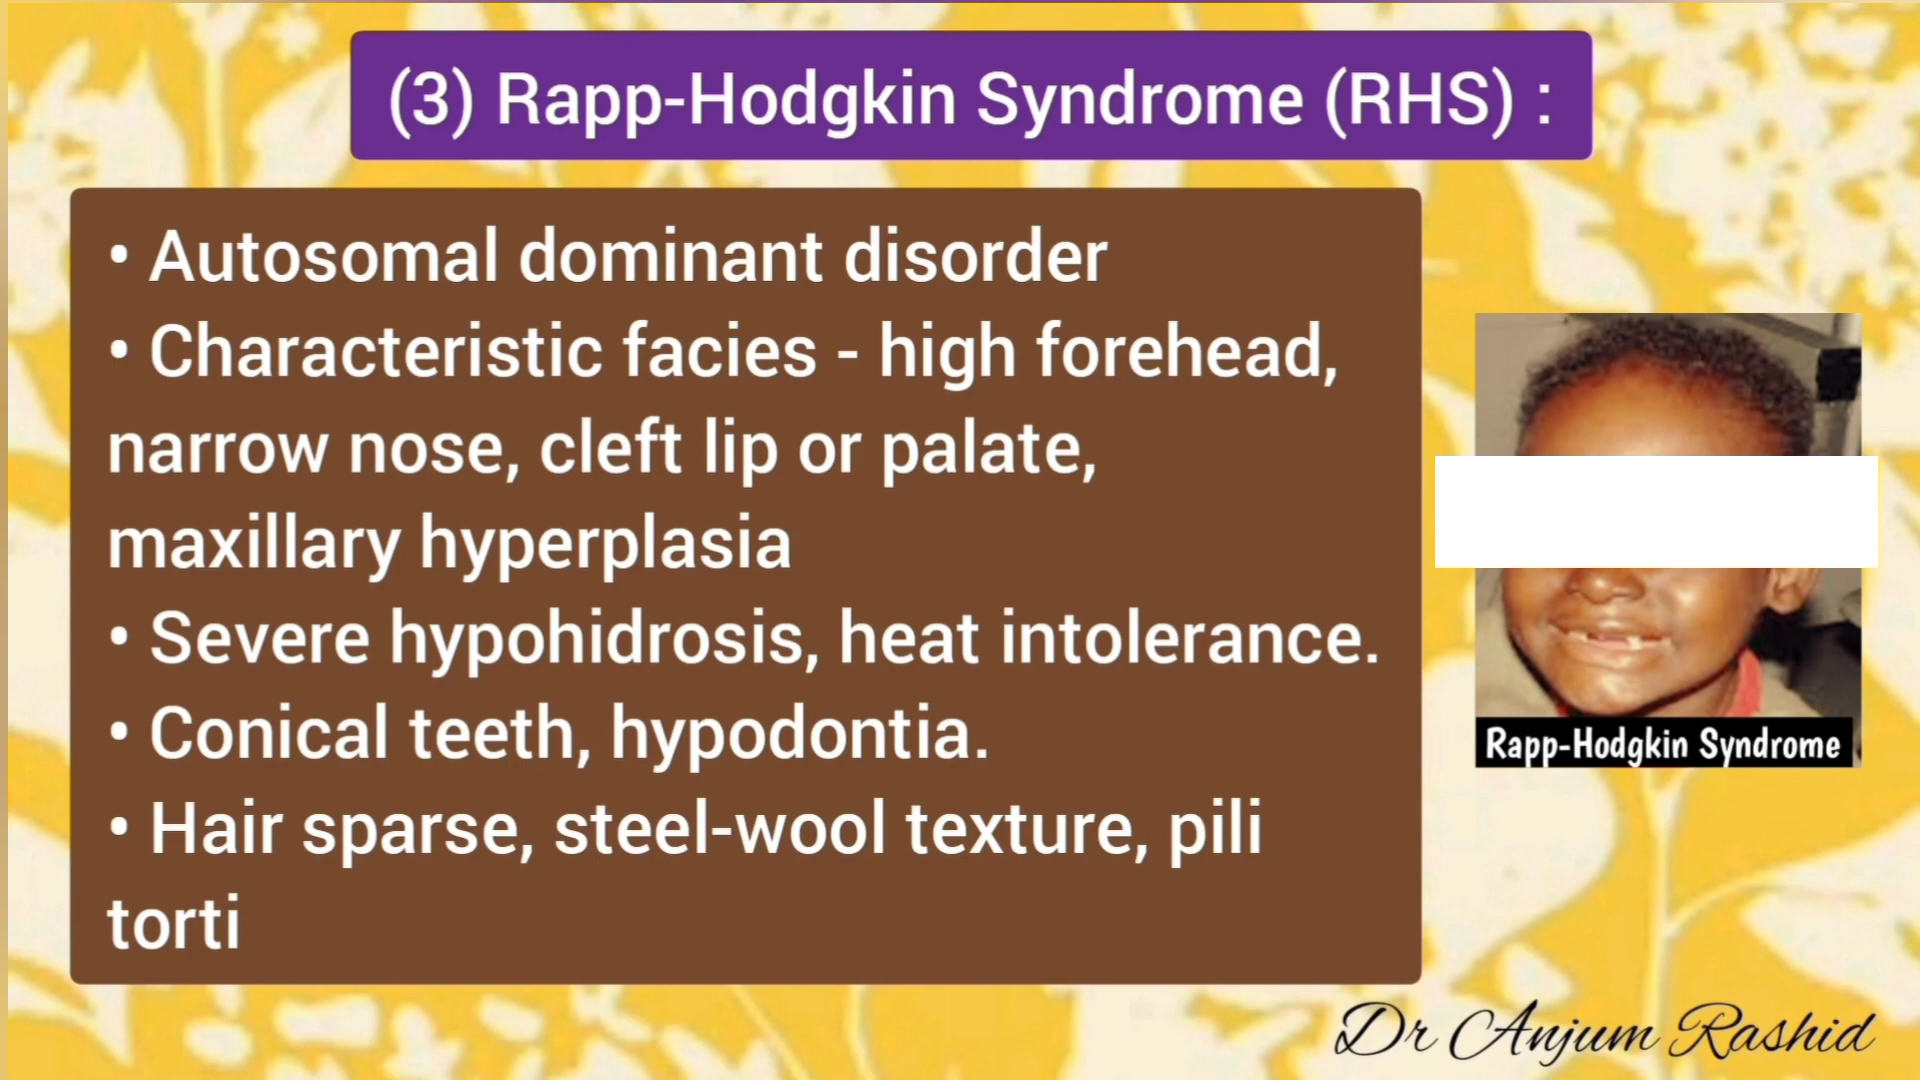 (3) Rapp-Hodgkin Syndrome (RHS) :
• Autosomal dominant disorder
• Characteristic facies - high forehead,
narrow nose, cleft lip or palate,
maxillary hyperplasia
• Severe hypohidrosis, heat intolerance.
• Conical teeth, hypodontia.
• Hair sparse, steel-wool texture, pili
torti
Rapp-Hodgkin Syndrome
Dr Anjum Rashid